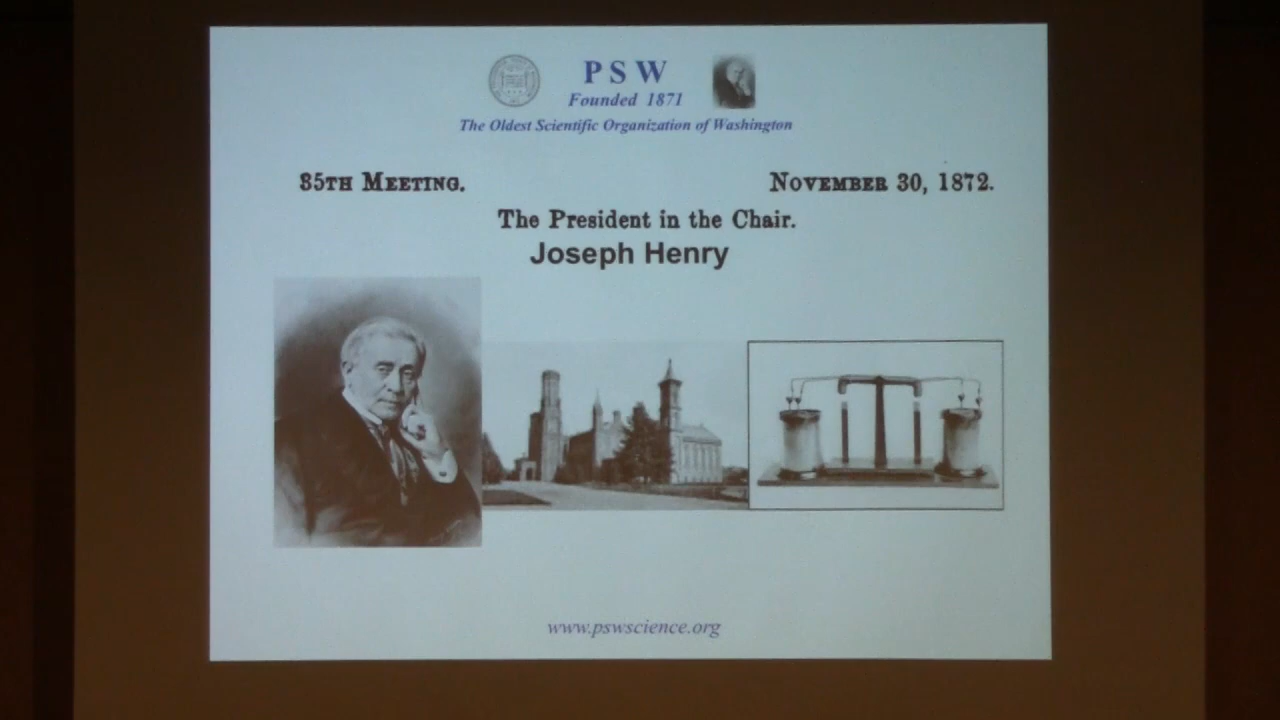 PSW
Founded 1871
The Oldest Scientific Organization of Washington
35TH MEETING. NOVEMBER 30, 1872.
The President in the Chair.
Joseph Henry
www.pswscience.org